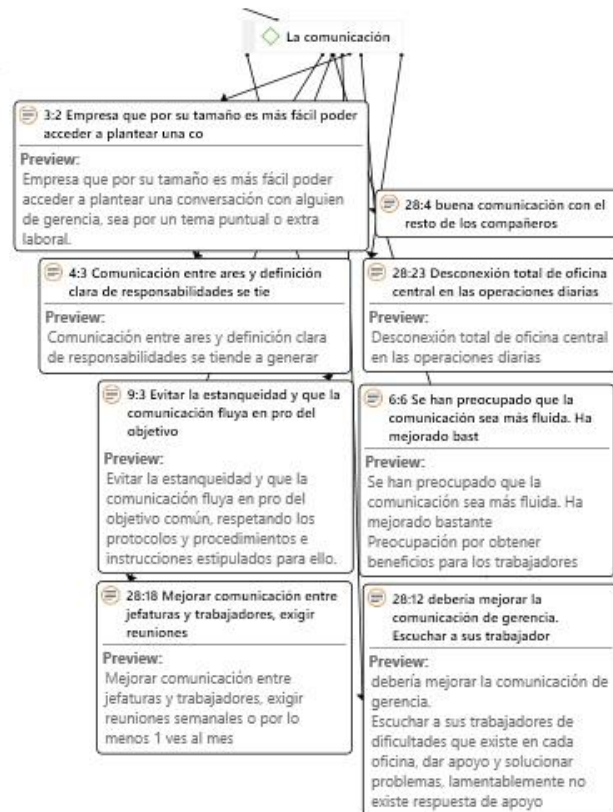 La comunicación
3:2 Empresa que por su tamaño es más fácil poder
acceder a plantear una co
Preview:
Empresa que por su tamaño es más fácil poder
acceder a plantear una conversación con alguien
de gerencia, sea por un tema puntual o extra
laboral.
28:4 buena comunicación con el
resto de los compañeros
4:3 Comunicación entre ares y definición
clara de responsabilidades se tie
Preview:
Comunicación entre ares y definición clara
de responsabilidades se tiende a generar
28:23 Desconexión total de oficina
central en las operaciones diarias
Preview:
Desconexión total de oficina central
en las operaciones diarias
9:3 Evitar la estanqueidad y que la
comunicación fluya en pro del
objetivo
Preview:
Evitar la estanqueidad y que la
comunicación fluya en pro del
objetivo común, respetando los
protocolos y procedimientos e
instrucciones estipulados para ello.
6:6 Se han preocupado que la
comunicación sea más fluida. Ha
mejorado bast
Preview:
Se han preocupado que la
comunicación sea más fluida. Ha
mejorado bastante
Preocupación por obtener
beneficios para los trabajadores
28:18 Mejorar comunicación entre
jefaturas y trabajadores, exigir
reuniones
Preview:
Mejorar comunicación entre
jefaturas y trabajadores, exigir
reuniones semanales o por lo
menos 1 ves al mes
28:12 debería mejorar la
comunicación de gerencia.
Escuchar a sus trabajador
Preview:
debería mejorar la comunicación de
gerencia.
Escuchar a sus trabajadores de
dificultades que existe en cada
oficina, dar apoyo y solucionar
problemas, lamentablemente no
existe respuesta de apoyo